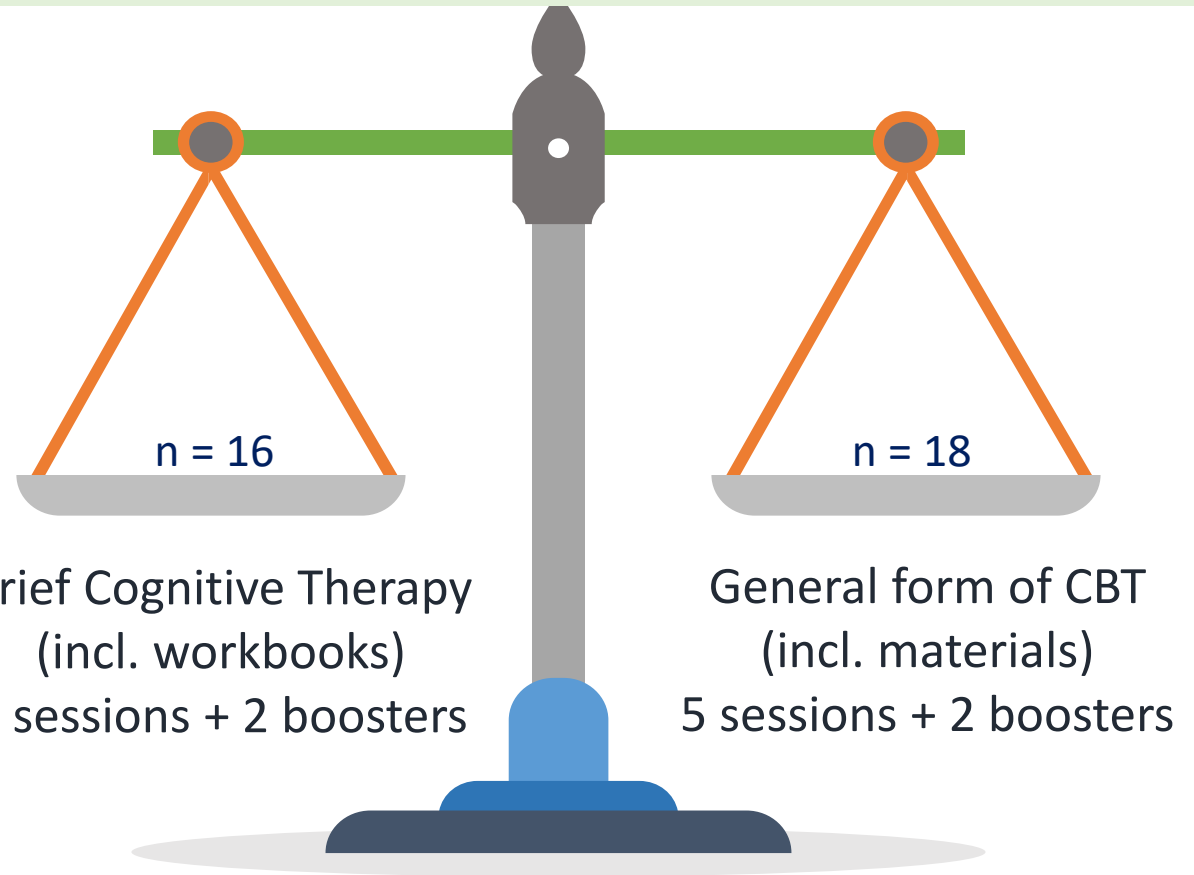 n = 16
n = 18
rief Cognitive Therapy
(incl. workbooks)
sessions + 2 boosters
General form of CBT
(incl. materials)
5 sessions + 2 boosters